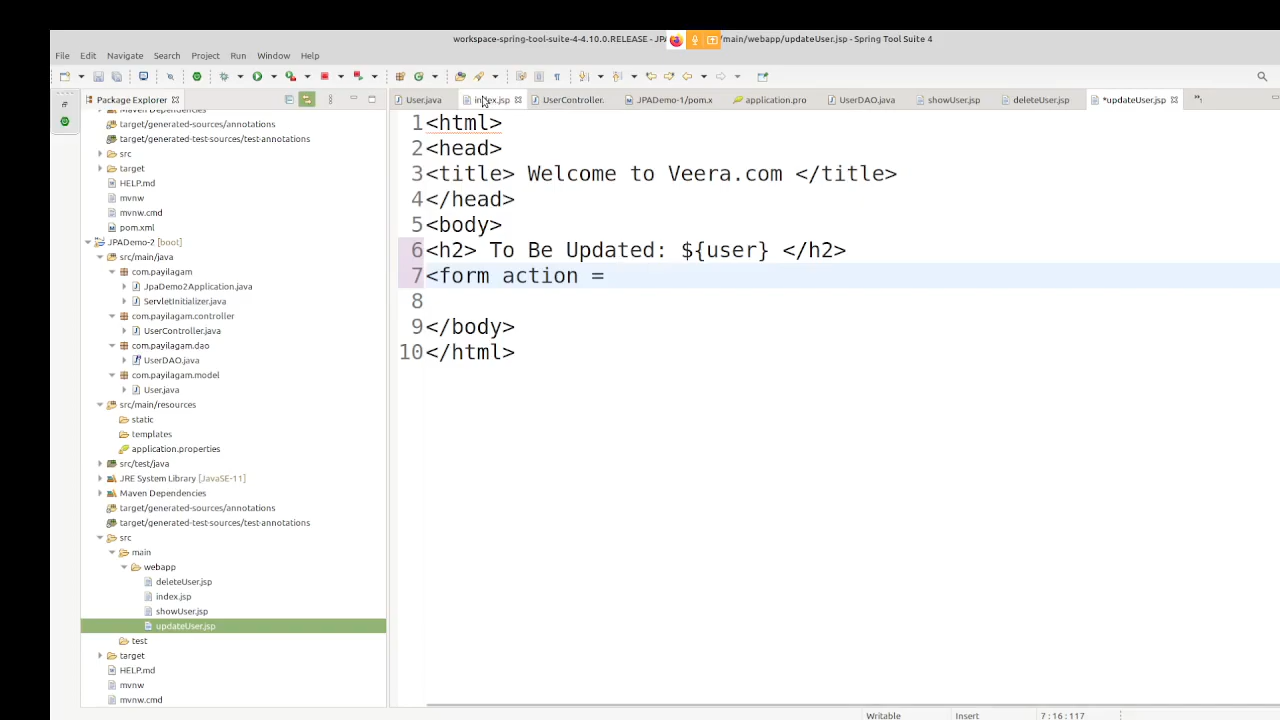 workspace-spring-tool-suite-4-4.10.0.RELEASE - JPA /main/webapp/updateUser.jsp - Spring Tool Suite 4
File Edit Navigate Search Project Run Window Help
Package Explorer
User.java index.jsp UserController. JPADemo-1/pom.x application.pro UserDAO.java showUser.jsp deleteUser.jsp *updateUser.jsp
target/generated-sources/annotations
target/generated-test-sources/test-annotations
src
target
HELP.md
mvnw
mvnw.cmd
pom.xml
JPADemo-2 [boot]
src/main/java
com.payilagam
JpaDemo2Application.java
ServletInitializer.java
com.payilagam.controller
UserController.java
com.payilagam.dao
UserDAO.java
com.payilagam.model
User.java
src/main/resources
static
templates
application.properties
src/test/java
JRE System Library [JavaSE-11]
Maven Dependencies
target/generated-sources/annotations
target/generated-test-sources/test-annotations
src
main
webapp
deleteUser.jsp
index.jsp
showUser.jsp
updateUser.jsp
test
target
HELP.md
mvnw
mvnw.cmd
1 <html>
2 <head>
3 <title> Welcome to Veera.com </title>
4 </head>
5 <body>
6 <h2> To Be Updated: ${user} </h2>
7 <form action =
8
9 </body>
10 </html>
Writable Insert 7 : 16 : 117